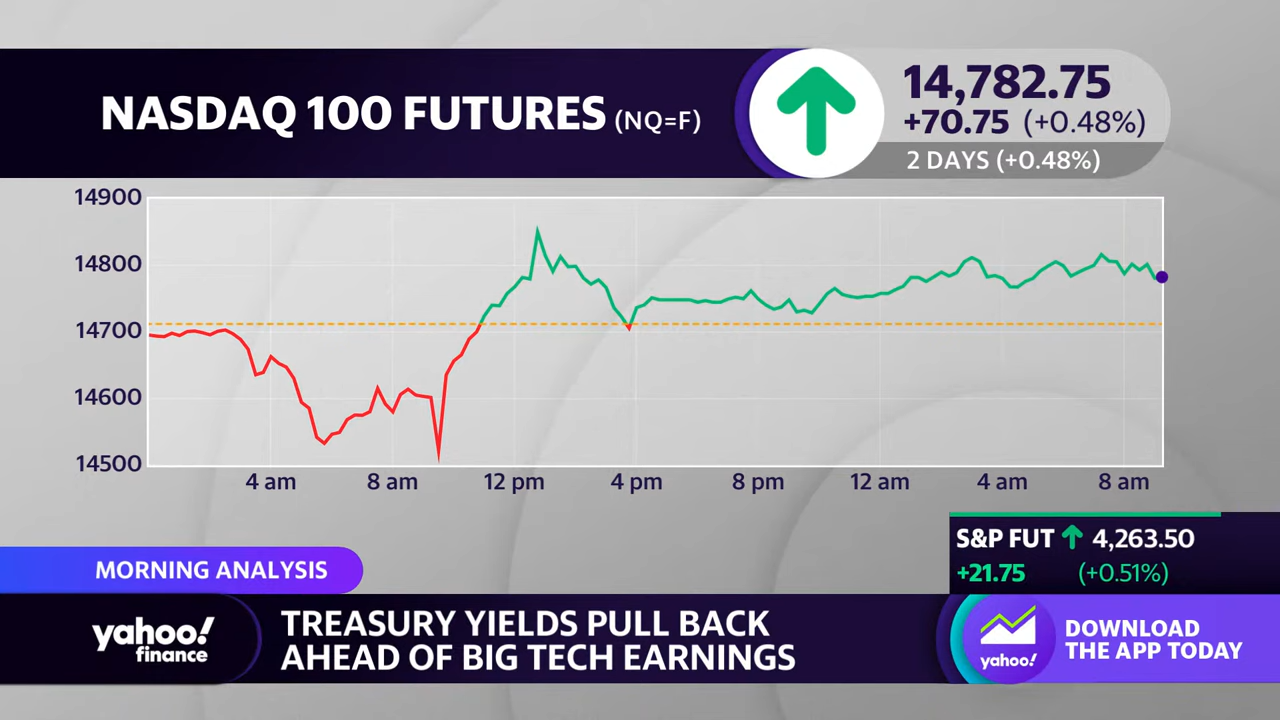 NASDAQ 100 FUTURES (NQ=F)
14,782.75
+70.75 (+0.48%)
2 DAYS (+0.48%)
14900
14800
14700
14600
14500
4 am 8 am 12 pm 4 pm 8 pm 12 am 4 am 8 am
S&P FUT 4,263.50
+21.75 (+0.51%)
MORNING ANALYSIS
yahoo!
finance
TREASURY YIELDS PULL BACK
AHEAD OF BIG TECH EARNINGS
yahoo!
DOWNLOAD
THE APP TODAY